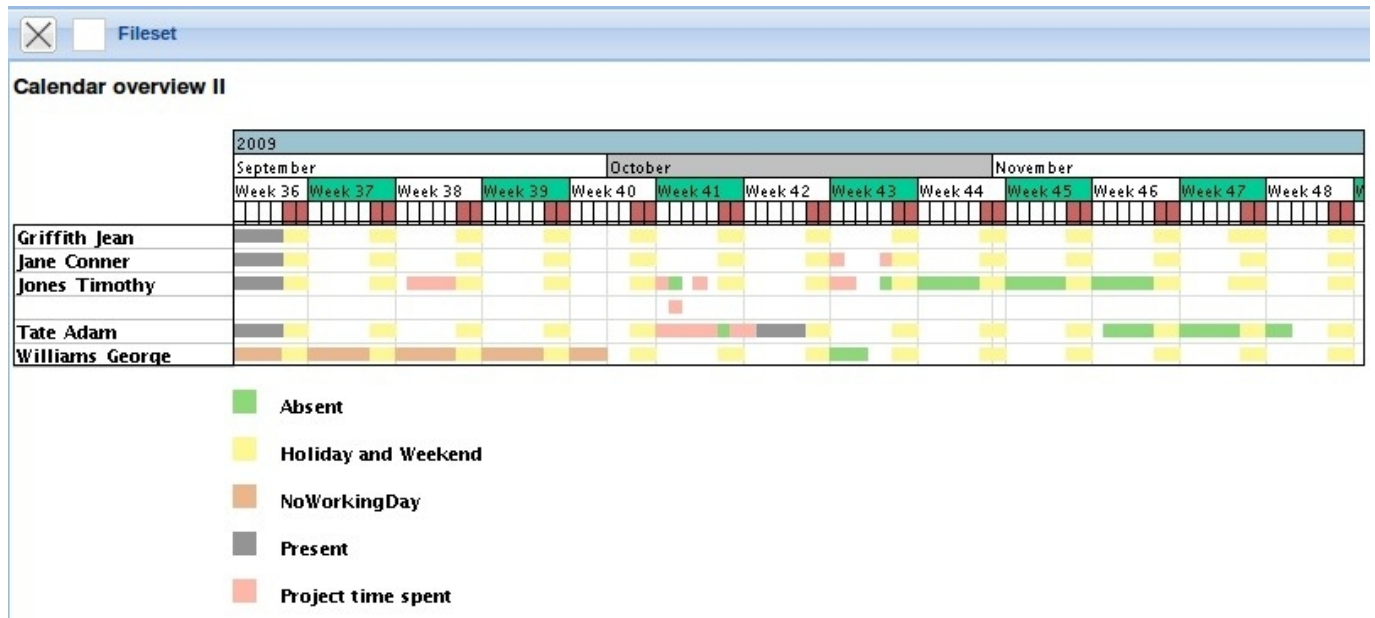 Fileset
Calendar overview II
2009
September October November
Week 36 Week 37 Week 38 Week 39 Week 40 Week 41 Week 42 Week 43 Week 44 Week 45 Week 46 Week 47 Week 48
Griffith Jean
Jane Conner
Jones Timothy
Tate Adam
Williams George
Absent
Holiday and Weekend
NoWorkingDay
Present
Project time spent